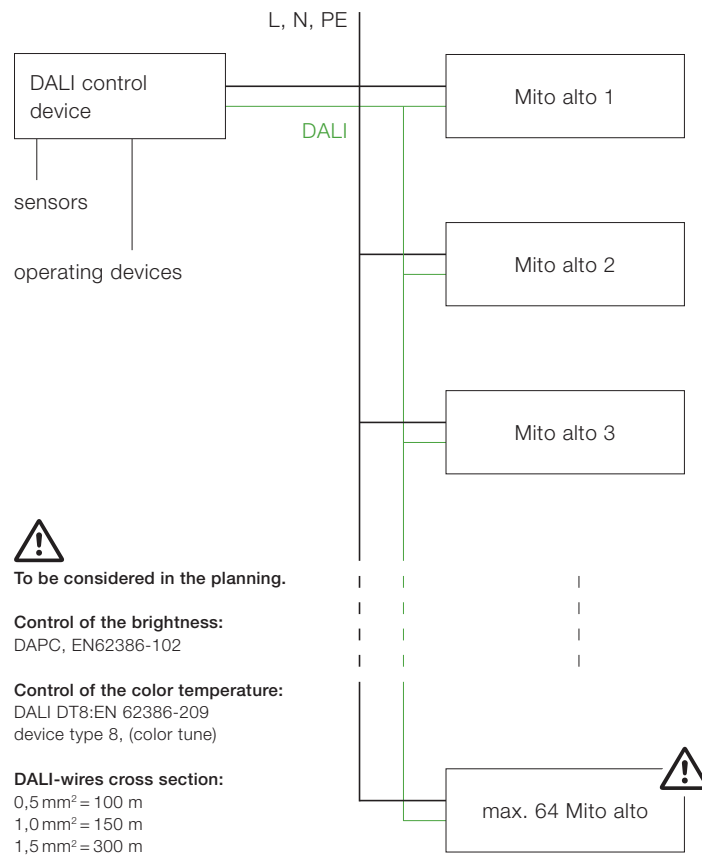 L, N, PE
DALI control
device
Mito alto 1
DALI
sensors
operating devices
Mito alto 2
Mito alto 3
To be considered in the planning.
Control of the brightness:
DAPC, EN62386-102
Control of the color temperature:
DALI DT8:EN 62386-209
device type 8, (color tune)
DALI-wires cross section:
0,5 mm² = 100 m
1,0 mm² = 150 m
1,5 mm² = 300 m
max. 64 Mito alto